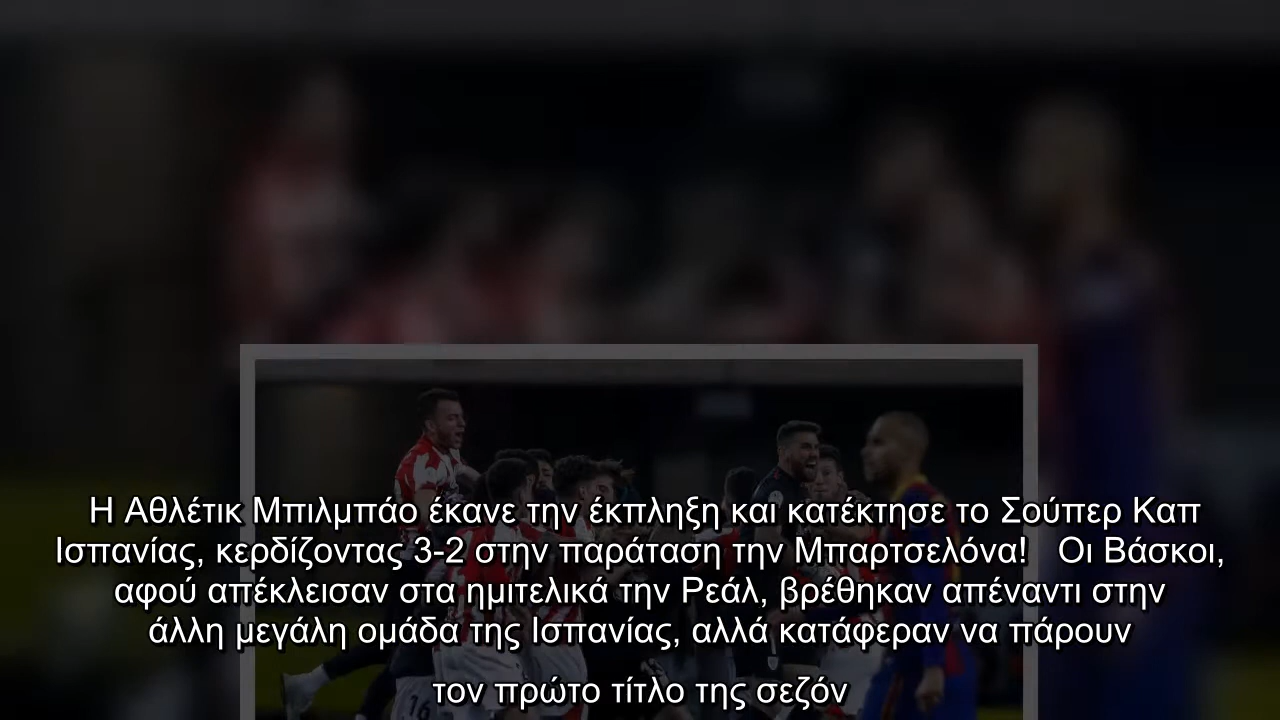 Η Αθλέτικ Μπιλμπάο έκανε την έκπληξη και κατέκτησε το Σούπερ Καπ
Ισπανίας, κερδίζοντας 3-2 στην παράταση την Μπαρτσελόνα!   Οι Βάσκοι,
αφού απέκλεισαν στα ημιτελικά την Ρεάλ, βρέθηκαν απέναντι στην
άλλη μεγάλη ομάδα της Ισπανίας, αλλά κατάφεραν να πάρουν
τον πρώτο τίτλο της σεζόν
16